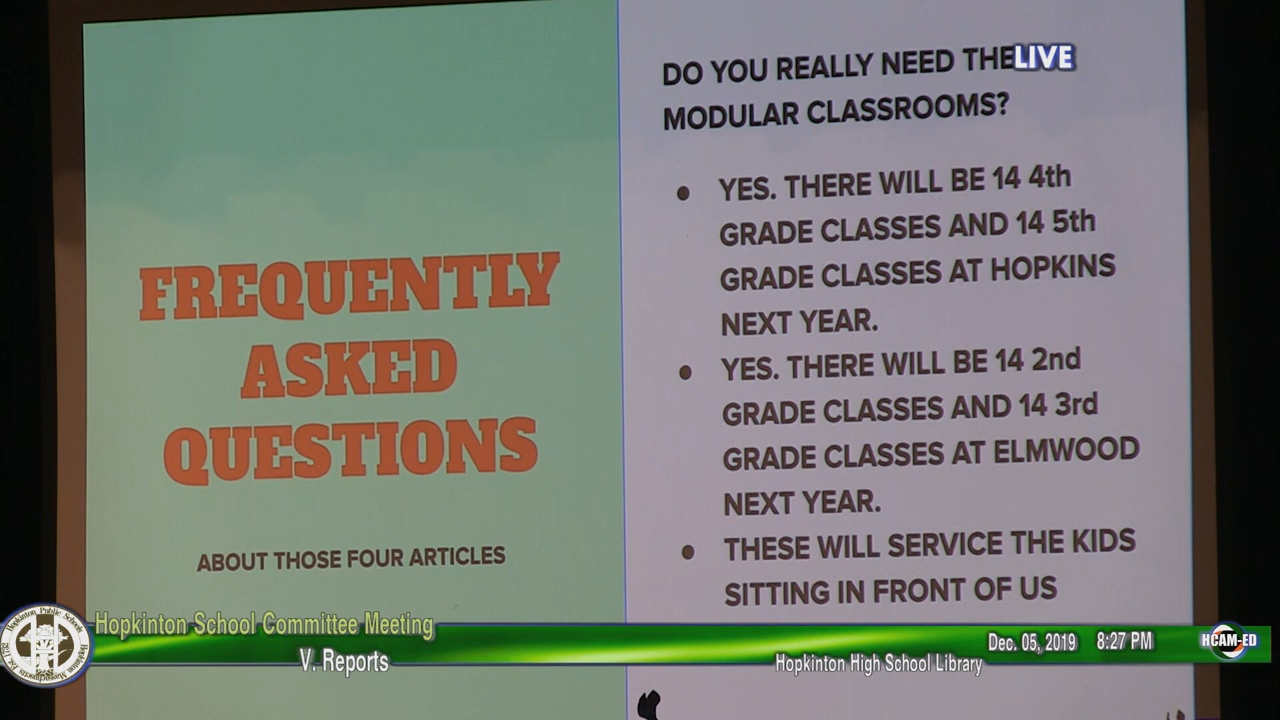 FREQUENTLY
ASKED
QUESTIONS
ABOUT THOSE FOUR ARTICLES
DO YOU REALLY NEED THE
LIVE
MODULAR CLASSROOMS?
• YES. THERE WILL BE 14 4th
GRADE CLASSES AND 14 5th
GRADE CLASSES AT HOPKINS
NEXT YEAR.
• YES. THERE WILL BE 14 2nd
GRADE CLASSES AND 14 3rd
GRADE CLASSES AT ELMWOOD
NEXT YEAR.
• THESE WILL SERVICE THE KIDS
SITTING IN FRONT OF US
Hopkinton Public Schools
Hopkinton School Committee Meeting
V. Reports
Dec. 05, 2019 8:27 PM
Hopkinton High School Library
HCAM-ED